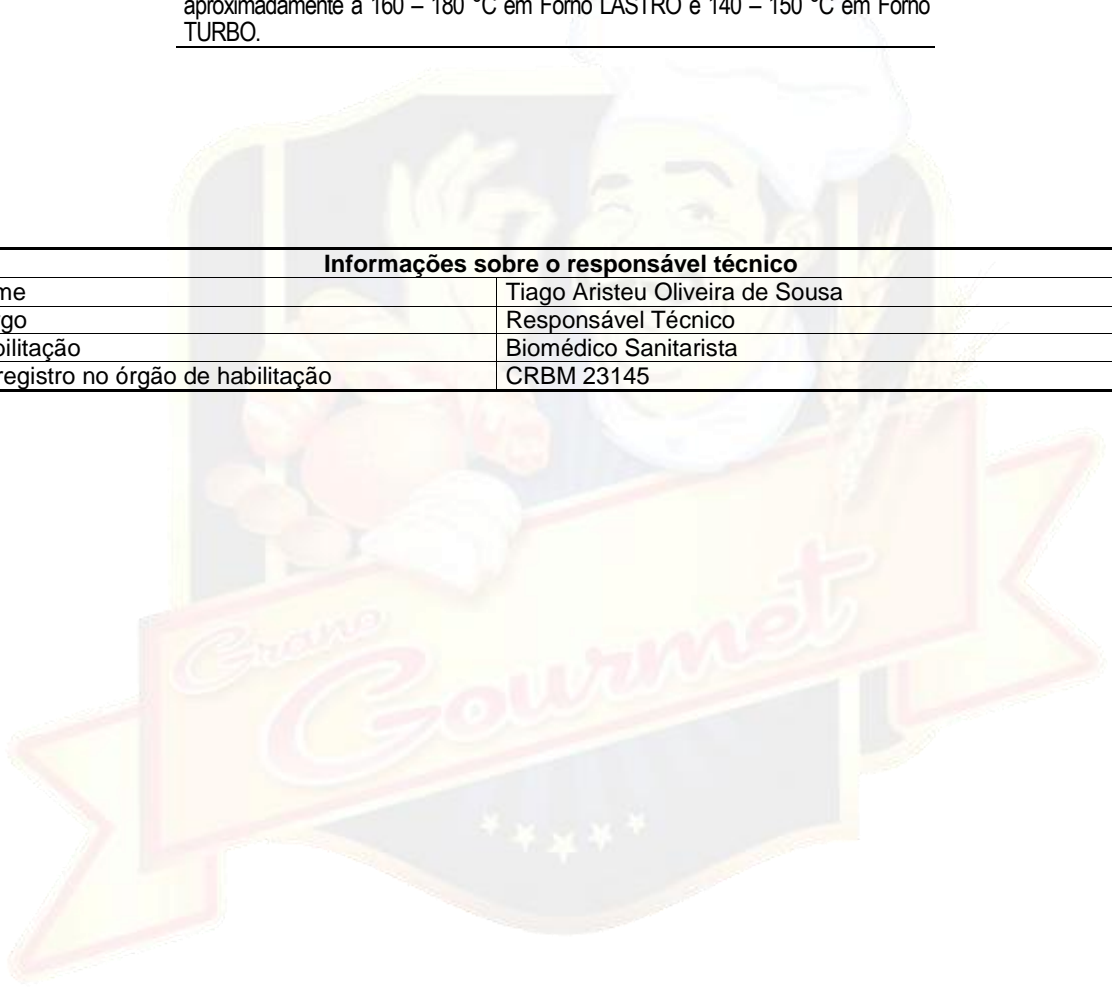 aproximadamente a 160 – 180 °C em Forno LASTRO e 140 – 150 °C em Forno
TURBO.
Informações sobre o responsável técnico
me Tiago Aristeu Oliveira de Sousa
rgo Responsável Técnico
bilitação Biomédico Sanitarista
registro no órgão de habilitação CRBM 23145
Grano
Gourmet